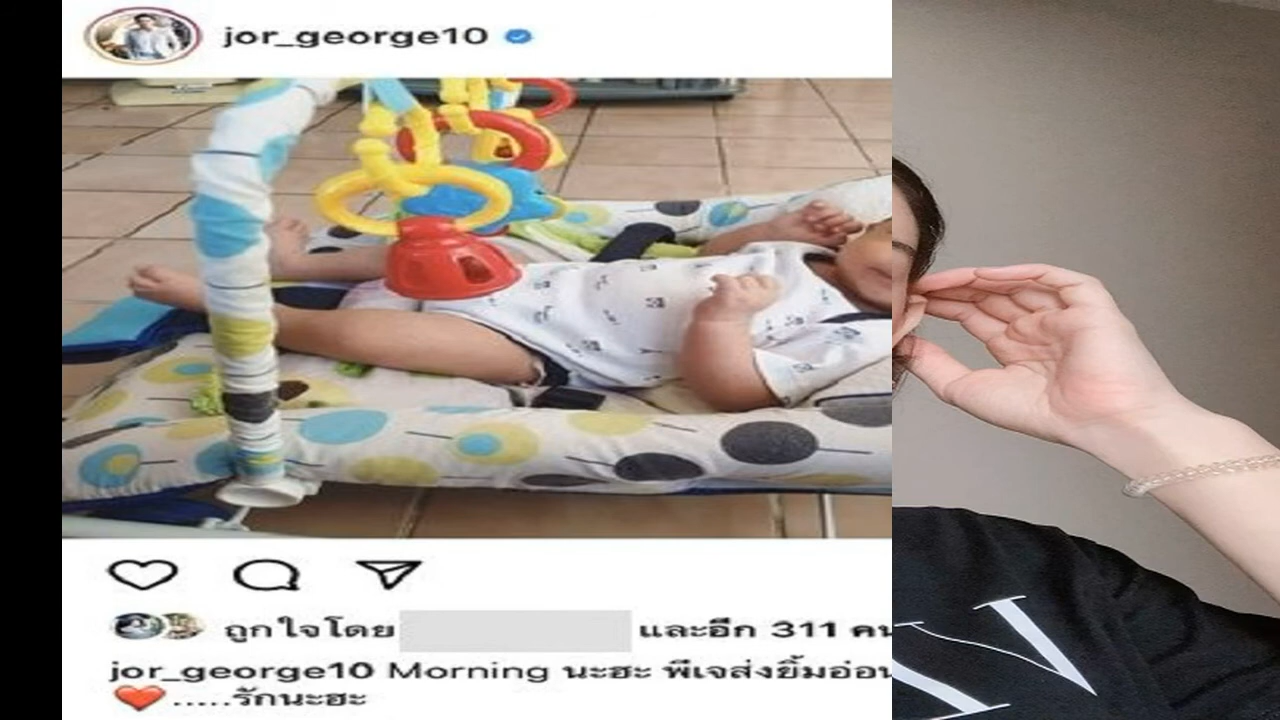 jor_george10
ถูกใจโดย และอีก 311 คน
jor_george10 Morning นะฮะ พี่เจส่งยิ้มอ่อน
❤️.....รักนะฮะ